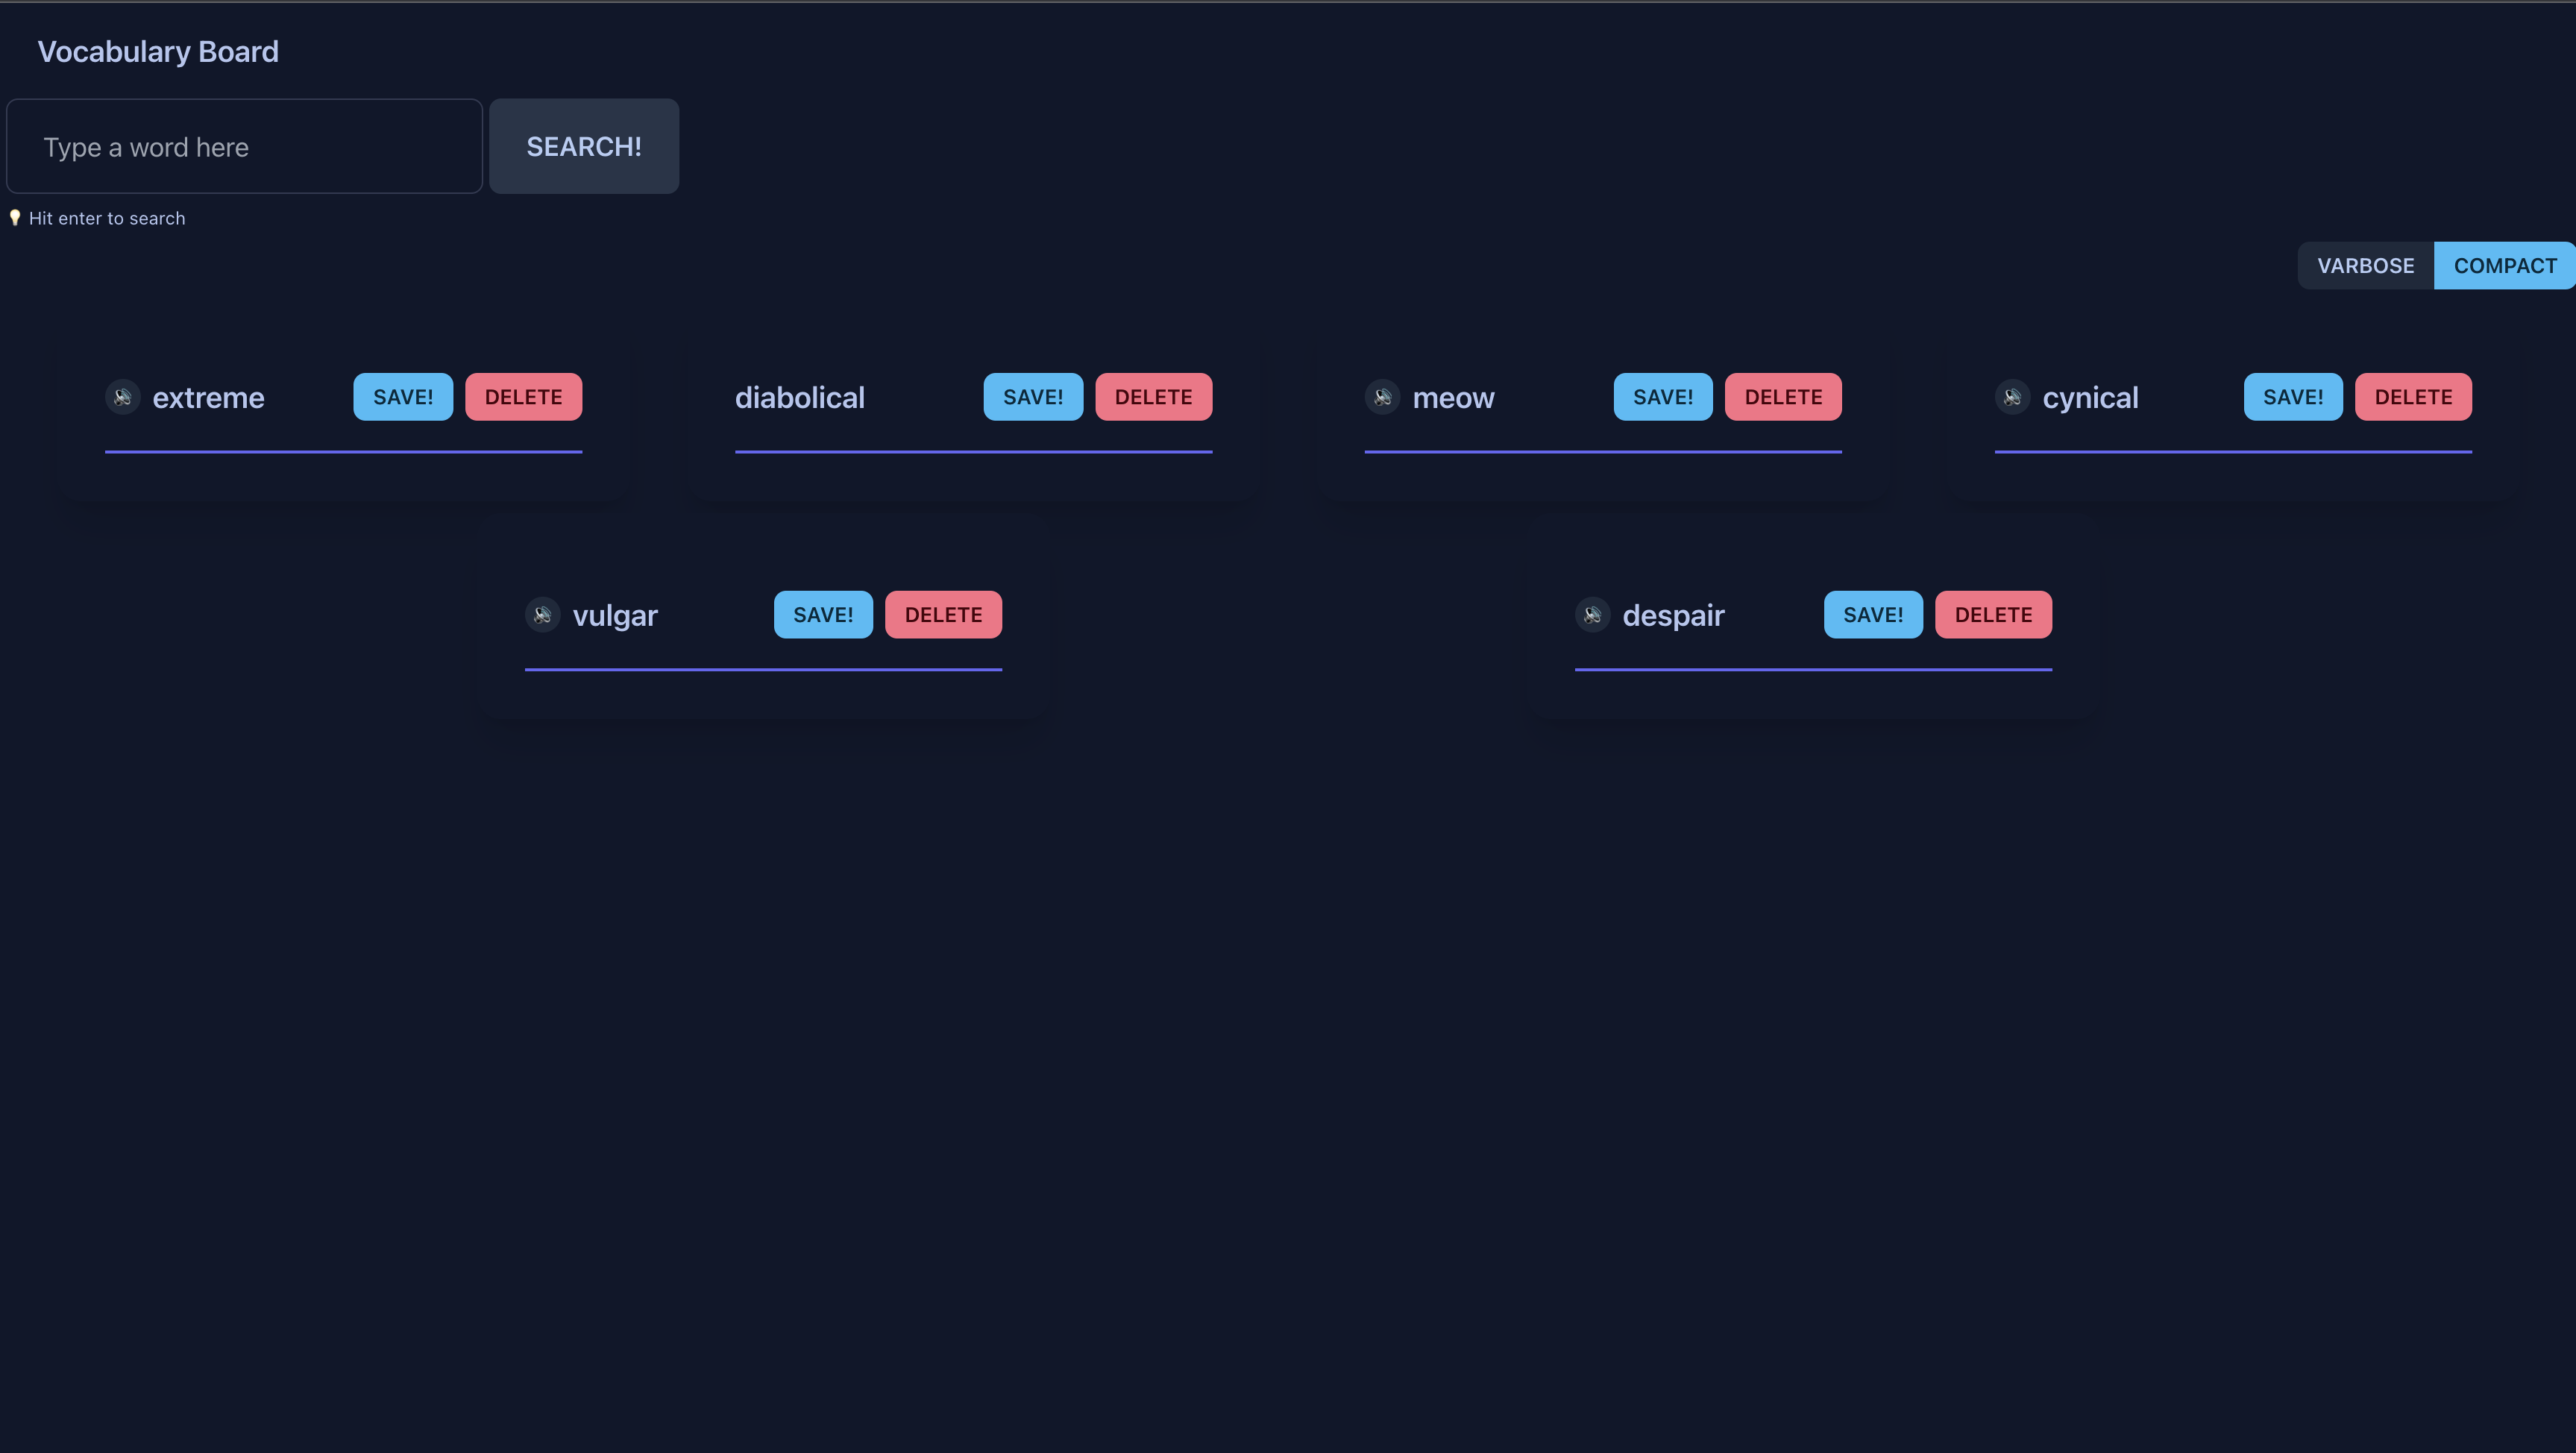 Vocabulary Board
Type a word here
SEARCH!
💡 Hit enter to search
VARBOSE COMPACT
🔊 extreme SAVE! DELETE
diabolical SAVE! DELETE
🔊 meow SAVE! DELETE
🔊 cynical SAVE! DELETE
🔊 vulgar SAVE! DELETE
🔊 despair SAVE! DELETE